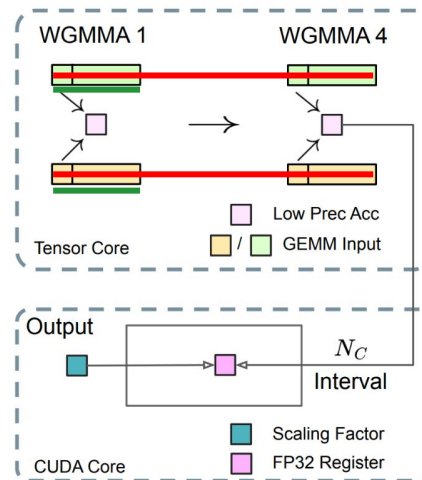 WGMMA 1
WGMMA 4
Low Prec Acc
/
GEMM Input
Tensor Core
Output
N_C
Interval
Scaling Factor
FP32 Register
CUDA Core